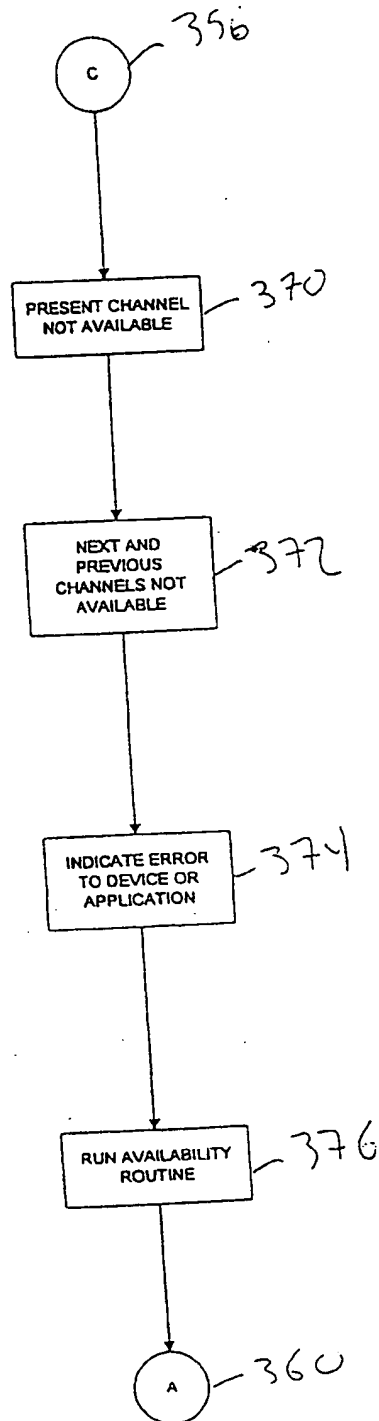 356
C
PRESENT CHANNEL
NOT AVAILABLE
370
NEXT AND
PREVIOUS
CHANNELS NOT
AVAILABLE
372
INDICATE ERROR
TO DEVICE OR
APPLICATION
374
RUN AVAILABILITY
ROUTINE
376
A
360